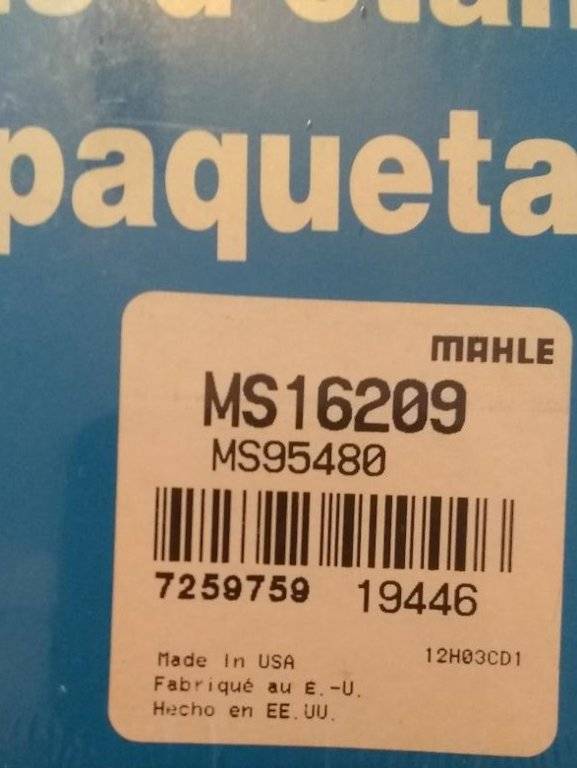 paqueta
MAHLE
MS16209
MS95480
7259759 19446
Made In USA 12H03CD1
Fabriqué au É.-U.
Hecho en EE.UU.